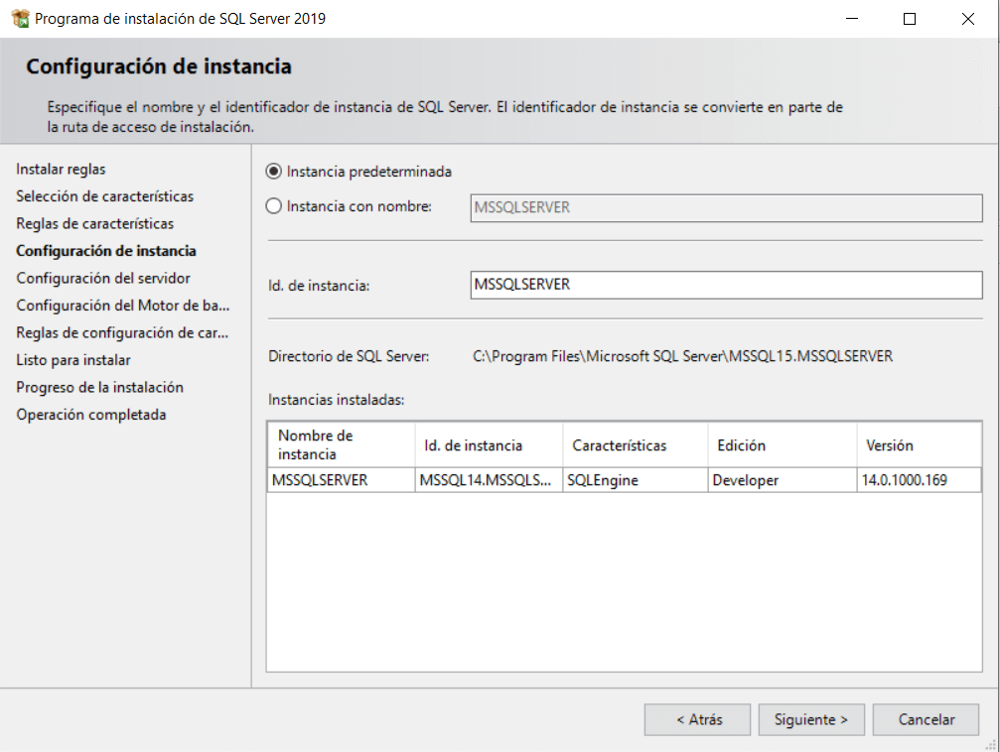 Programa de instalación de SQL Server 2019
Configuración de instancia
Especifique el nombre y el identificador de instancia de SQL Server. El identificador de instancia se convierte en parte de
la ruta de acceso de instalación.
Instalar reglas
Selección de características
Reglas de características
Configuración de instancia
Configuración del servidor
Configuración del Motor de ba...
Reglas de configuración de car...
Listo para instalar
Progreso de la instalación
Operación completada
Instancia predeterminada
Instancia con nombre: MSSQLSERVER
Id. de instancia: MSSQLSERVER
Directorio de SQL Server: C:\Program Files\Microsoft SQL Server\MSSQL15.MSSQLSERVER
Instancias instaladas:
Nombre de
instancia
Id. de instancia Características Edición Versión
MSSQLSERVER MSSQL14.MSSQLS... SQLEngine Developer 14.0.1000.169
< Atrás Siguiente > Cancelar